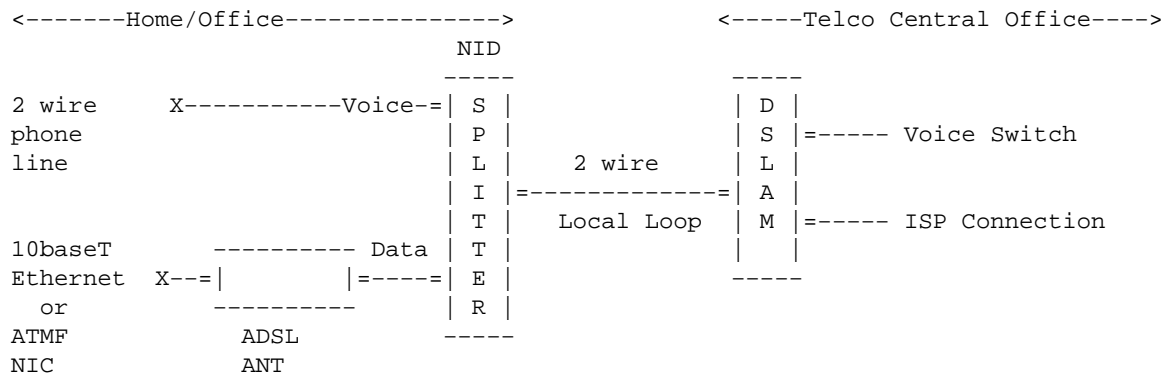 <-------Home/Office---------------> <-----Telco Central Office---->
NID
----- -----
2 wire X-----------Voice-=| S | | D |
phone | P | | S |=----- Voice Switch
line | L | 2 wire | L |
| I |=-------------=| A |
| T | Local Loop | M |=----- ISP Connection
10baseT ---------- Data | T | | |
Ethernet X--=| |=----=| E | -----
or ---------- | R |
ATMF ADSL -----
NIC ANT